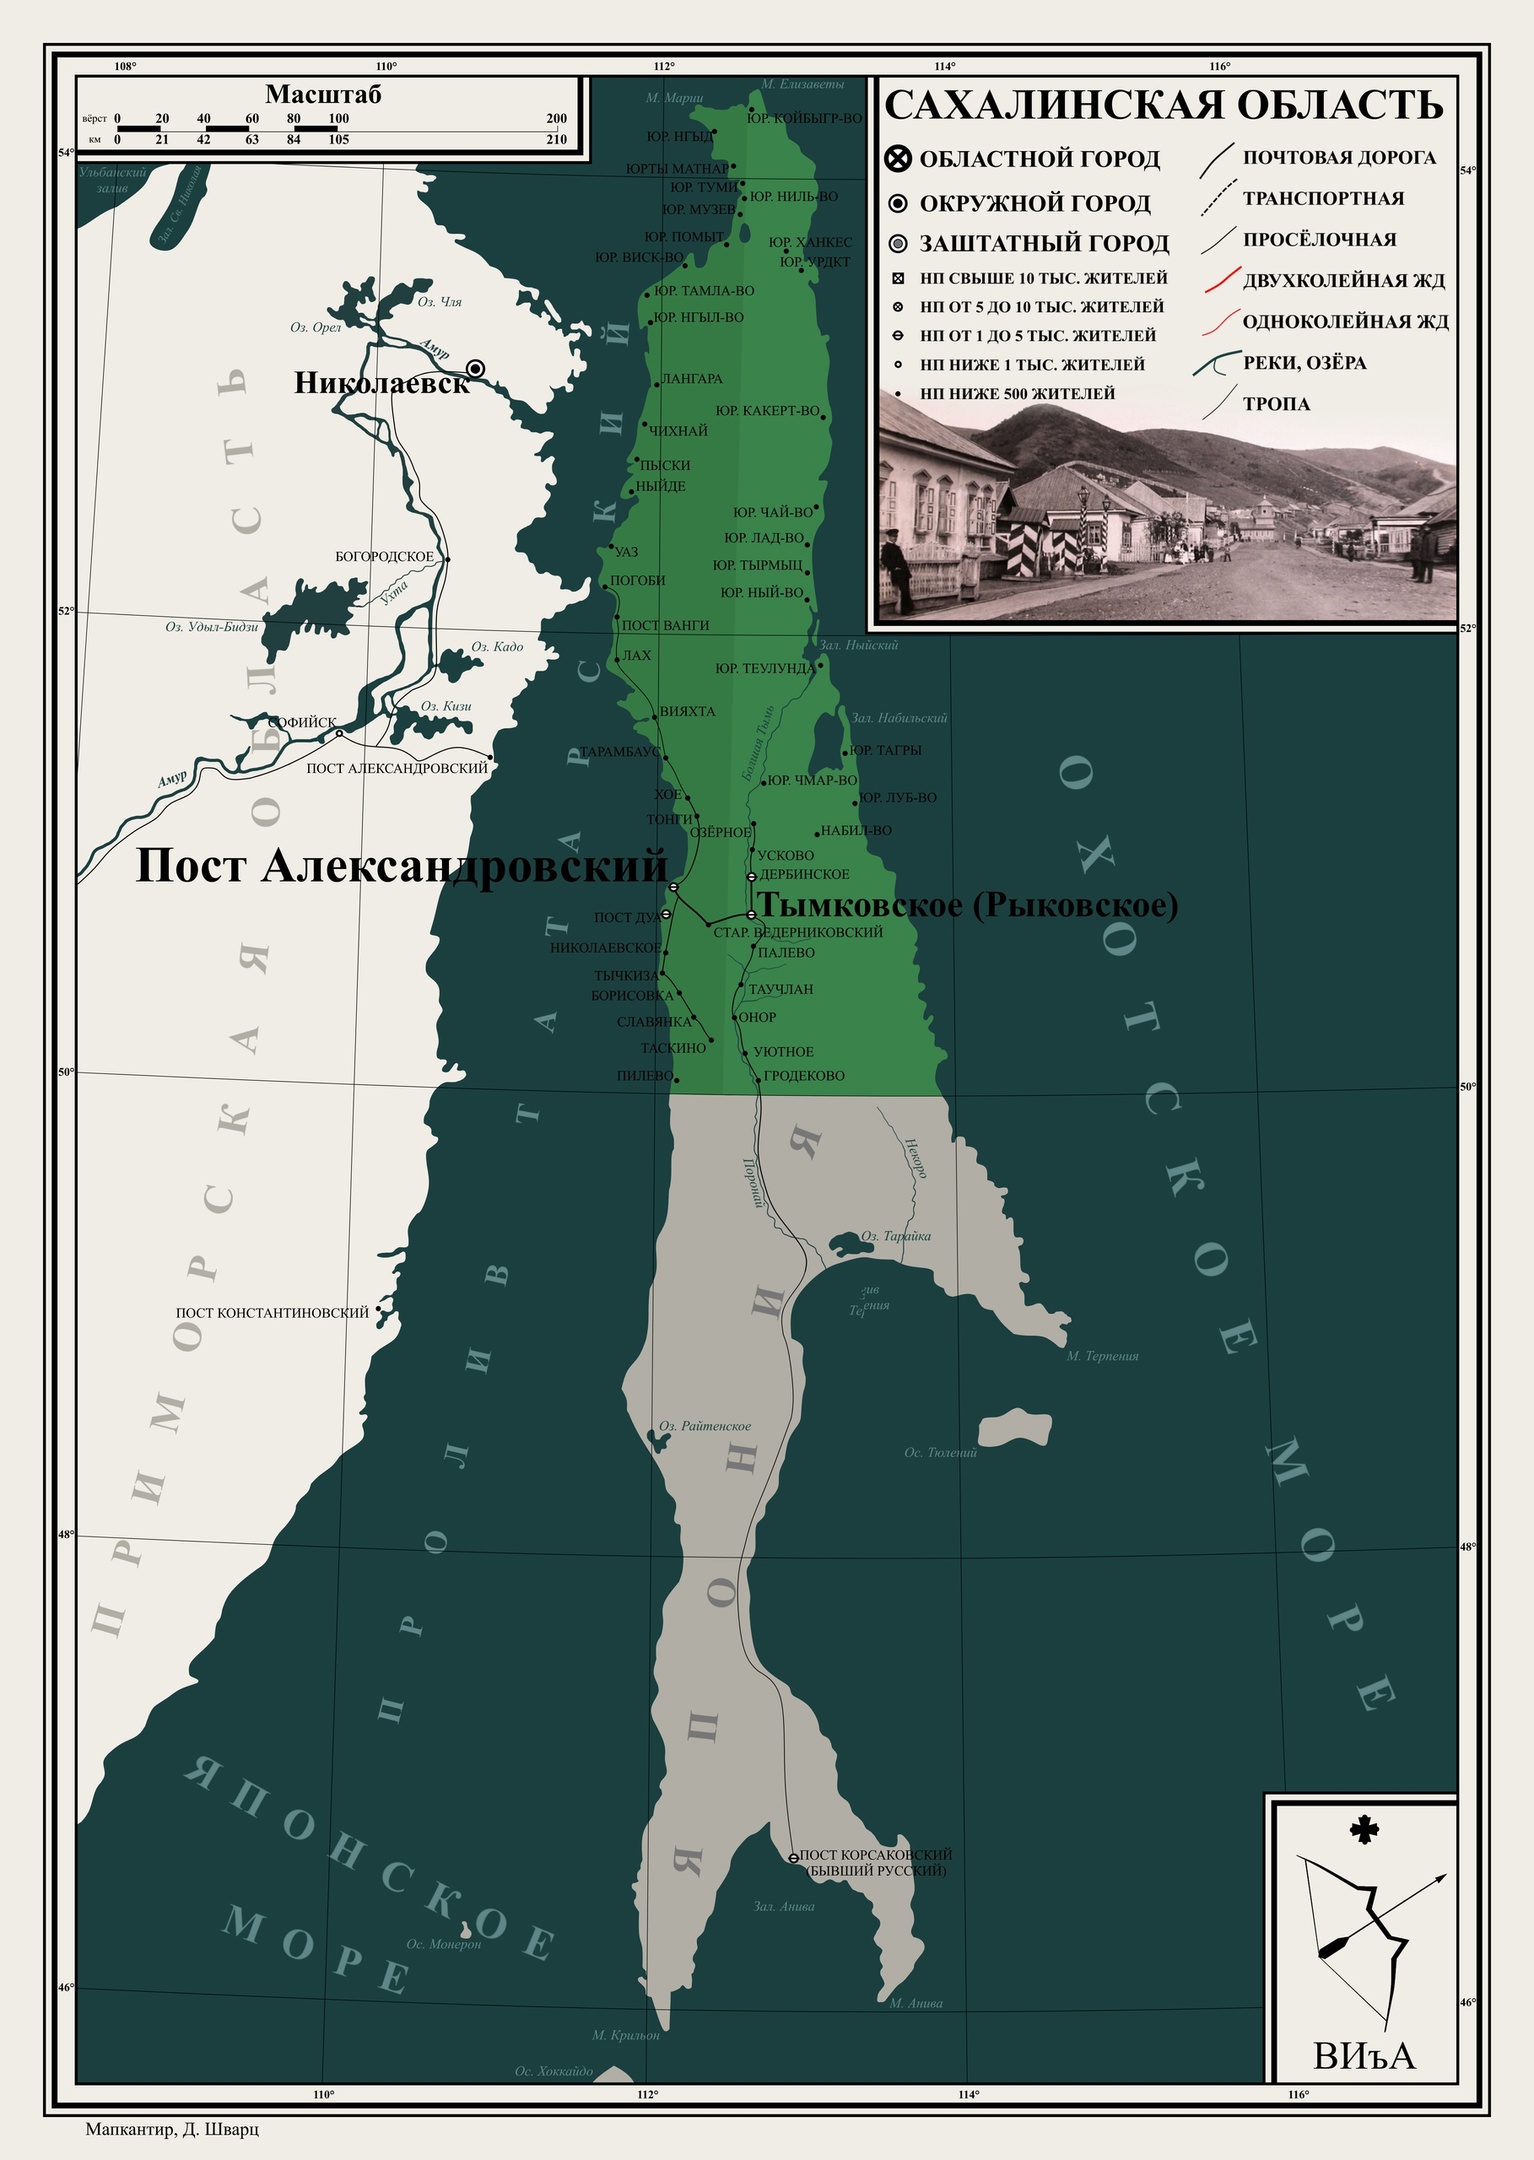 108°
110°
112°
114°
116°
Масштаб
вёрст 0 20 40 60 80 100 200
км 0 21 42 63 84 105 210
САХАЛИНСКАЯ ОБЛАСТЬ
ОБЛАСТНОЙ ГОРОД
ОКРУЖНОЙ ГОРОД
ЗАШТАТНЫЙ ГОРОД
НП СВЫШЕ 10 ТЫС. ЖИТЕЛЕЙ
НП ОТ 5 ДО 10 ТЫС. ЖИТЕЛЕЙ
НП ОТ 1 ДО 5 ТЫС. ЖИТЕЛЕЙ
НП НИЖЕ 1 ТЫС. ЖИТЕЛЕЙ
НП НИЖЕ 500 ЖИТЕЛЕЙ
ПОЧТОВАЯ ДОРОГА
ТРАНСПОРТНАЯ
ПРОСЁЛОЧНАЯ
ДВУХКОЛЕЙНАЯ ЖД
ОДНОКОЛЕЙНАЯ ЖД
РЕКИ, ОЗЁРА
ТРОПА
54°
54°
52°
52°
50°
50°
48°
48°
46°
46°
Ульбанский
залив
Зал. Св. Николая
М. Марии
М. Елизаветы
ЮР. КОЙБЫГР-ВО
ЮР. НГЫД
ЮРТЫ МАТНАР
ЮР. ТУМИ
ЮР. НИЛЬ-ВО
ЮР. МУЗЕВ
ЮР. ПОМЫТ
ЮР. ХАНКЕС
ЮР. ВИСК-ВО
ЮР. УРДКТ
ЮР. ТАМЛА-ВО
ЮР. НГЫЛ-ВО
Оз. Чля
Оз. Орел
Амур
Николаевск
ЛАНГАРА
ЮР. КАКЕРТ-ВО
ЧИХНАЙ
ПЫСКИ
НЫЙДЕ
ЮР. ЧАЙ-ВО
ЮР. ЛАД-ВО
УАЗ
БОГОРОДСКОЕ
ЮР. ТЫРМЫЦ
ПОГОБИ
ЮР. НЫЙ-ВО
Ухта
Оз. Удыл-Бидзи
ПОСТ ВАНГИ
Оз. Кадо
Зал. Ныйский
ЛАХ
ЮР. ТЕУЛУНДА
Оз. Кизи
ВИЯХТА
Зал. Набильский
СОФИЙСК
Болшая Тымь
ТАРАМБАУС
ЮР. ТАГРЫ
ПОСТ АЛЕКСАНДРОВСКИЙ
Амур
ЮР. ЧМАР-ВО
ХОЕ
ЮР. ЛУБ-ВО
ТОНГИ
ОЗЁРНОЕ
НАБИЛ-ВО
Пост Александровский
УСКОВО
ДЕРБИНСКОЕ
Тымковское (Рыковское)
ПОСТ ДУА
СТАР. ВЕДЕРНИКОВСКИЙ
НИКОЛАЕВСКОЕ
ПАЛЕВО
ТЫЧКИЗА
БОРИСОВКА
ТАУЧЛАН
СЛАВЯНКА
ОНОР
ТАСКИНО
УЮТНОЕ
ПИЛЕВО
ГРОДЕКОВО
Поронай
Некоро
Оз. Тарайка
ПОСТ КОНСТАНТИНОВСКИЙ
М. Терпения
Оз. Райтенское
Ос. Тюлений
ПОСТ КОРСАКОВСКИЙ
(БЫВШИЙ РУССКИЙ)
Зал. Анива
Ос. Монерон
М. Анива
М. Крильон
Ос. Хоккайдо
ПРИМОРСКАЯ ОБЛАСТЬ
ПРОЛИВ ТАТАРСКИЙ
ОХОТСКОЕ МОРЕ
ЯПОНИЯ
ЯПОНСКОЕ
МОРЕ
ВИъА
110°
112°
114°
116°
Мапкантир, Д. Шварц